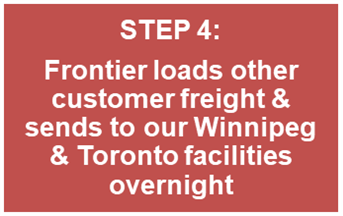 STEP 4:
Frontier loads other
customer freight &
sends to our Winnipeg
& Toronto facilities
overnight